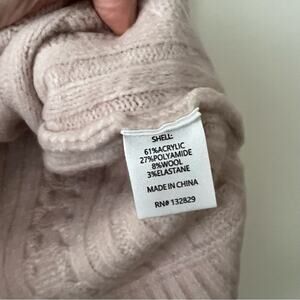 SHELL:
61%ACRYLIC
27%POLYAMIDE
8%WOOL
3%ELASTANE
MADE IN CHINA
RN# 132829